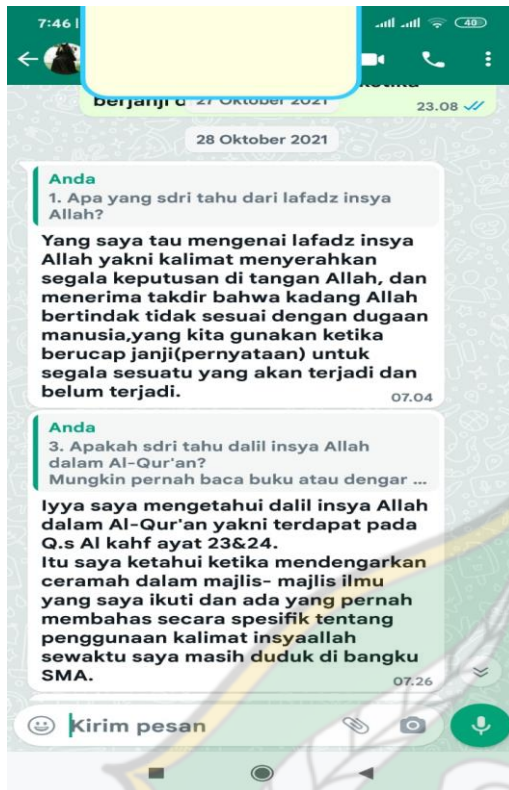 7:46
40
berjanji
27 Oktober 2021
23.08
28 Oktober 2021
Anda
1. Apa yang sdri tahu dari lafadz insya
Allah?
Yang saya tau mengenai lafadz insya
Allah yakni kalimat menyerahkan
segala keputusan di tangan Allah, dan
menerima takdir bahwa kadang Allah
bertindak tidak sesuai dengan dugaan
manusia,yang kita gunakan ketika
berucap janji(pernyataan) untuk
segala sesuatu yang akan terjadi dan
belum terjadi.
07.04
Anda
3. Apakah sdri tahu dalil insya Allah
dalam Al-Qur'an?
Mungkin pernah baca buku atau dengar ...
Iyya saya mengetahui dalil insya Allah
dalam Al-Qur'an yakni terdapat pada
Q.s Al kahf ayat 23&24.
Itu saya ketahui ketika mendengarkan
ceramah dalam majlis- majlis ilmu
yang saya ikuti dan ada yang pernah
membahas secara spesifik tentang
penggunaan kalimat insyaallah
sewaktu saya masih duduk di bangku
SMA.
07.26
Kirim pesan